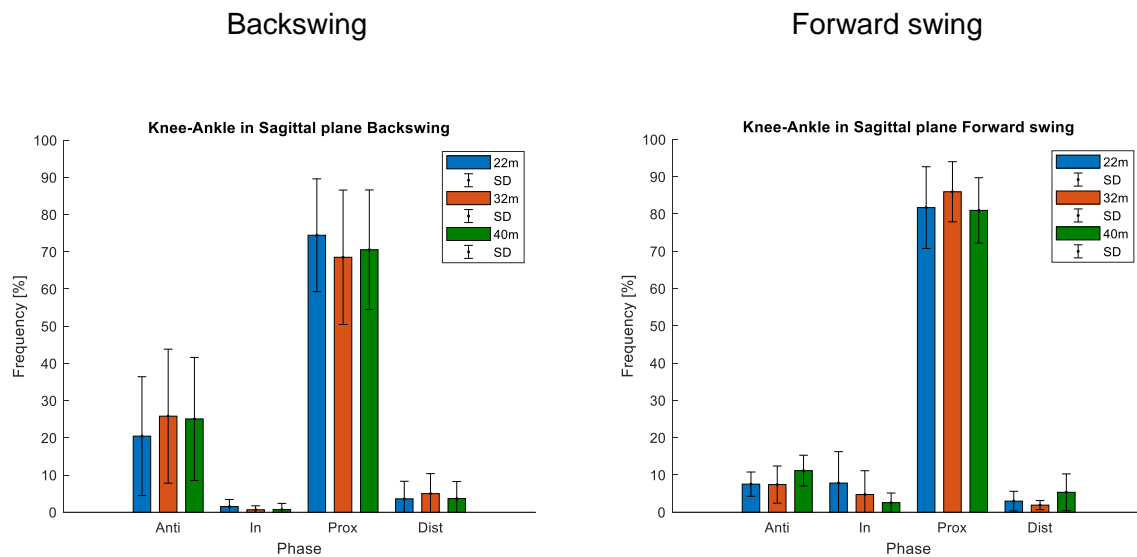 Backswing
Forward swing
Knee-Ankle in Sagittal plane Backswing
100
90
80
70
60
50
40
30
20
10
0
Frequency [%]
22m
SD
32m
SD
40m
SD
Anti In Prox Dist
Phase
Knee-Ankle in Sagittal plane Forward swing
100
90
80
70
60
50
40
30
20
10
0
Frequency [%]
22m
SD
32m
SD
40m
SD
Anti In Prox Dist
Phase